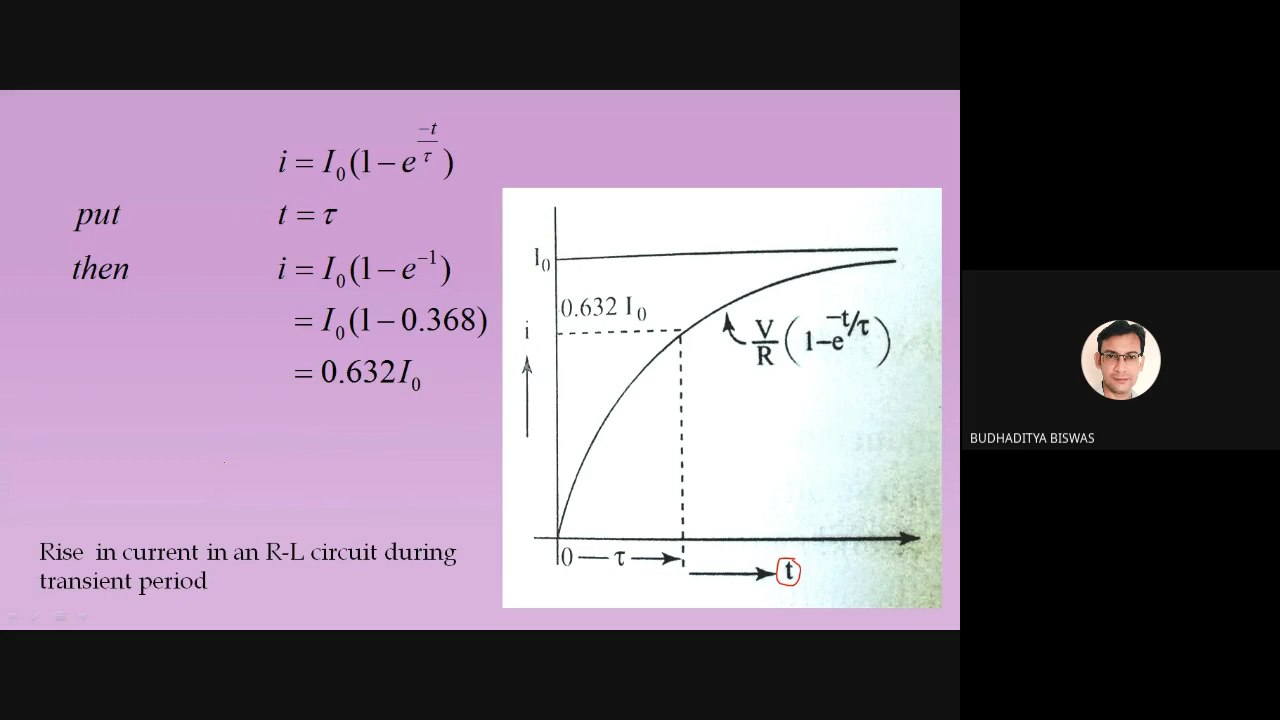 i = I₀(1 − e^(−t/τ))
put t = τ
then i = I₀(1 − e⁻¹)
= I₀(1 − 0.368)
= 0.632I₀
Rise in current in an R-L circuit during
transient period
I₀
0.632 I₀
i
V/R (1−e^(−t/τ))
0 τ
t
BUDHADITYA BISWAS